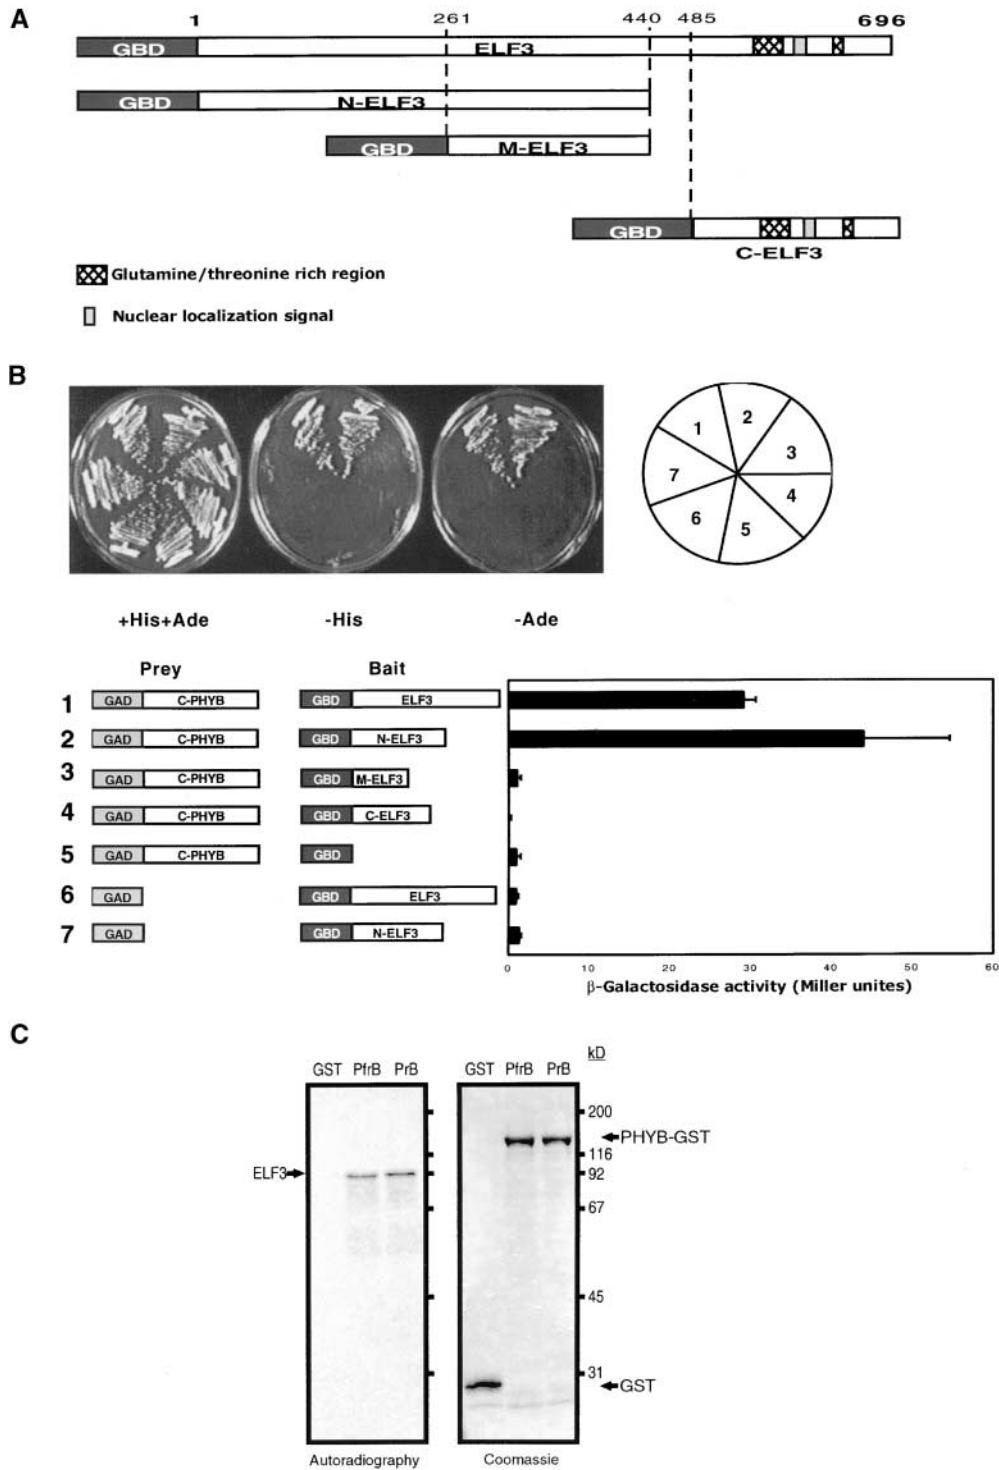 A
1 261 440 485 696
GBD ELF3
GBD N-ELF3
GBD M-ELF3
GBD
C-ELF3
Glutamine/threonine rich region
Nuclear localization signal
B
1 2 3 4 5 6 7
+His+Ade -His -Ade
Prey Bait
1 GAD C-PHYB GBD ELF3
2 GAD C-PHYB GBD N-ELF3
3 GAD C-PHYB GBD M-ELF3
4 GAD C-PHYB GBD C-ELF3
5 GAD C-PHYB GBD
6 GAD GBD ELF3
7 GAD GBD N-ELF3
0 10 20 30 40 50 60
β-Galactosidase activity (Miller unites)
C
kD
GST PfrB PrB GST PfrB PrB
200
PHYB-GST
116
ELF3 92
67
45
31
GST
Autoradiography Coomassie